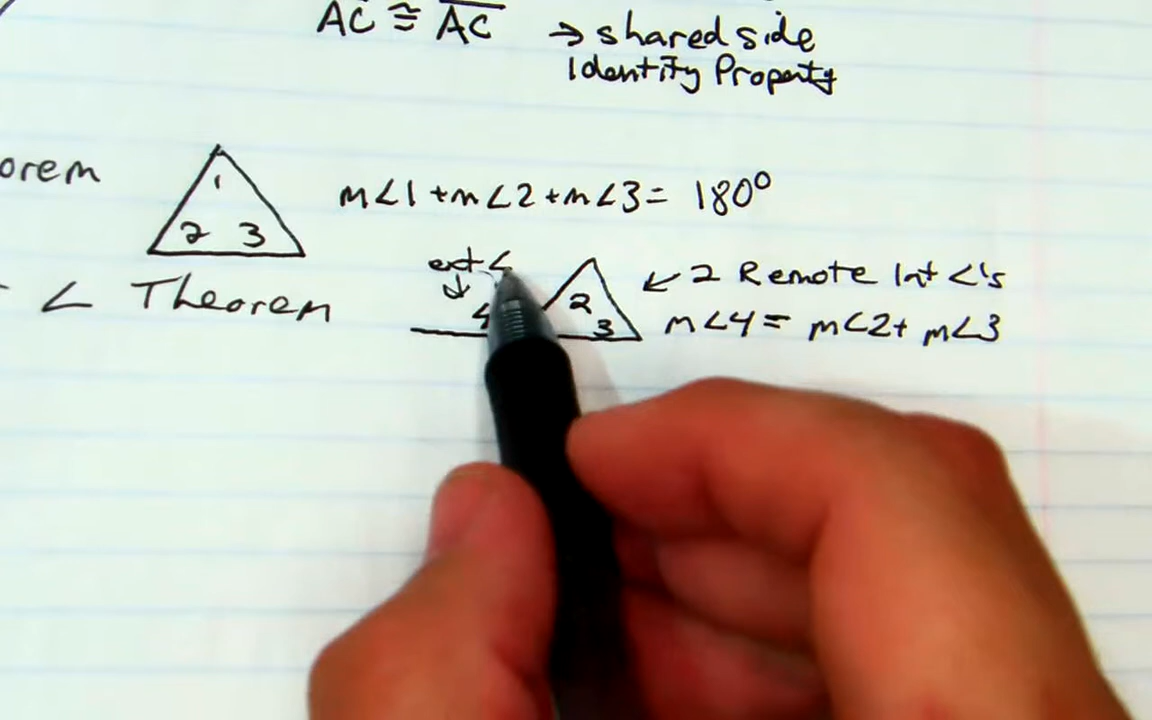 AC ≅ AC → shared side
Identity Property
orem
1
2 3
m∠1 + m∠2 + m∠3 = 180°
∠ Theorem
ext ∠
↓
4
2
3
← 2 Remote Int ∠'s
m∠4 = m∠2 + m∠3